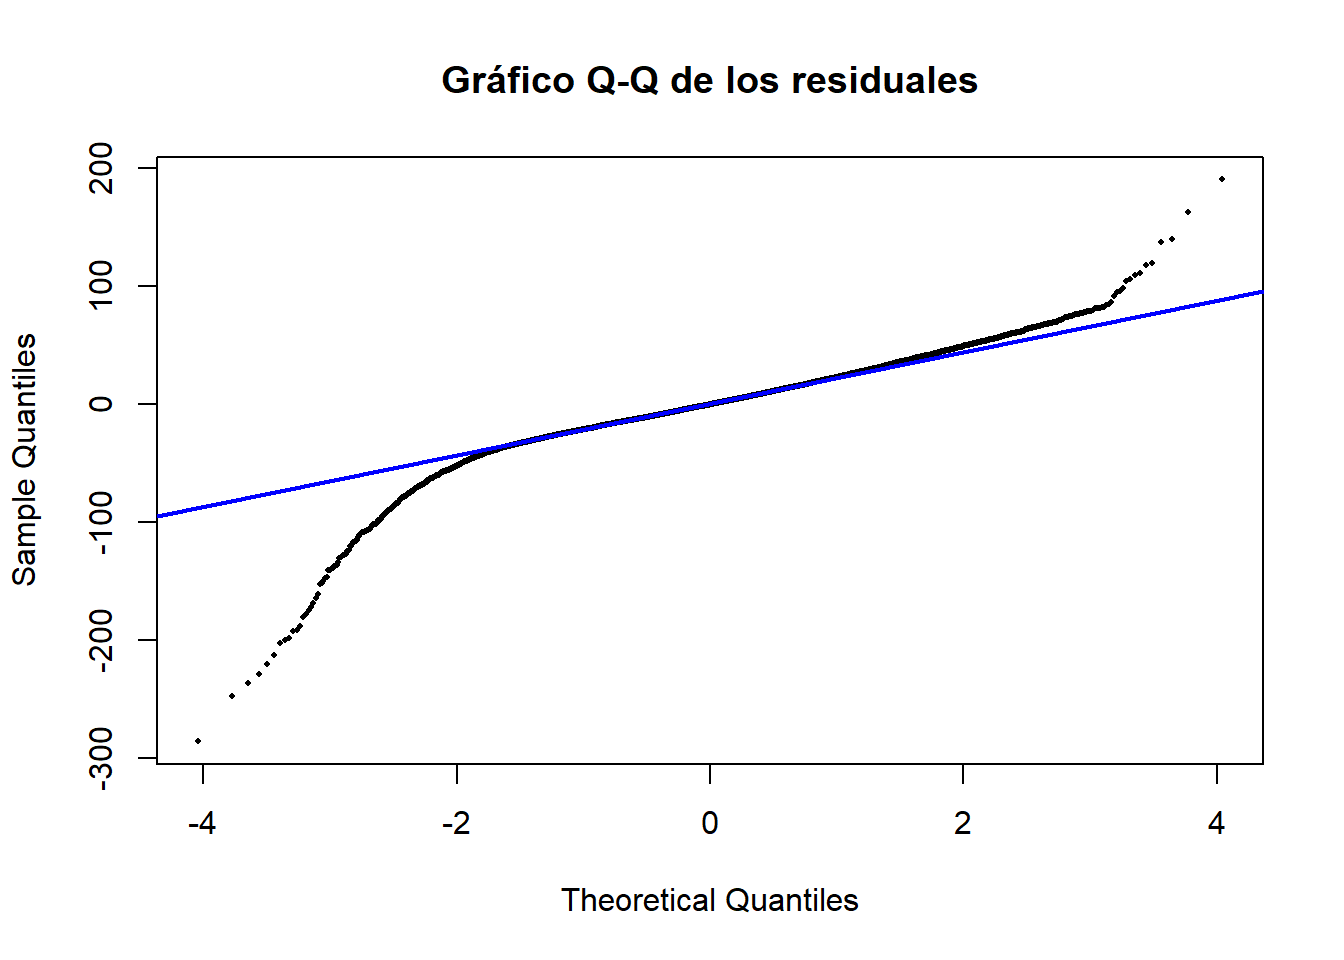 Gráfico Q-Q de los residuales
Sample Quantiles
200
100
0
-100
-200
-300
-4 -2 0 2 4
Theoretical Quantiles